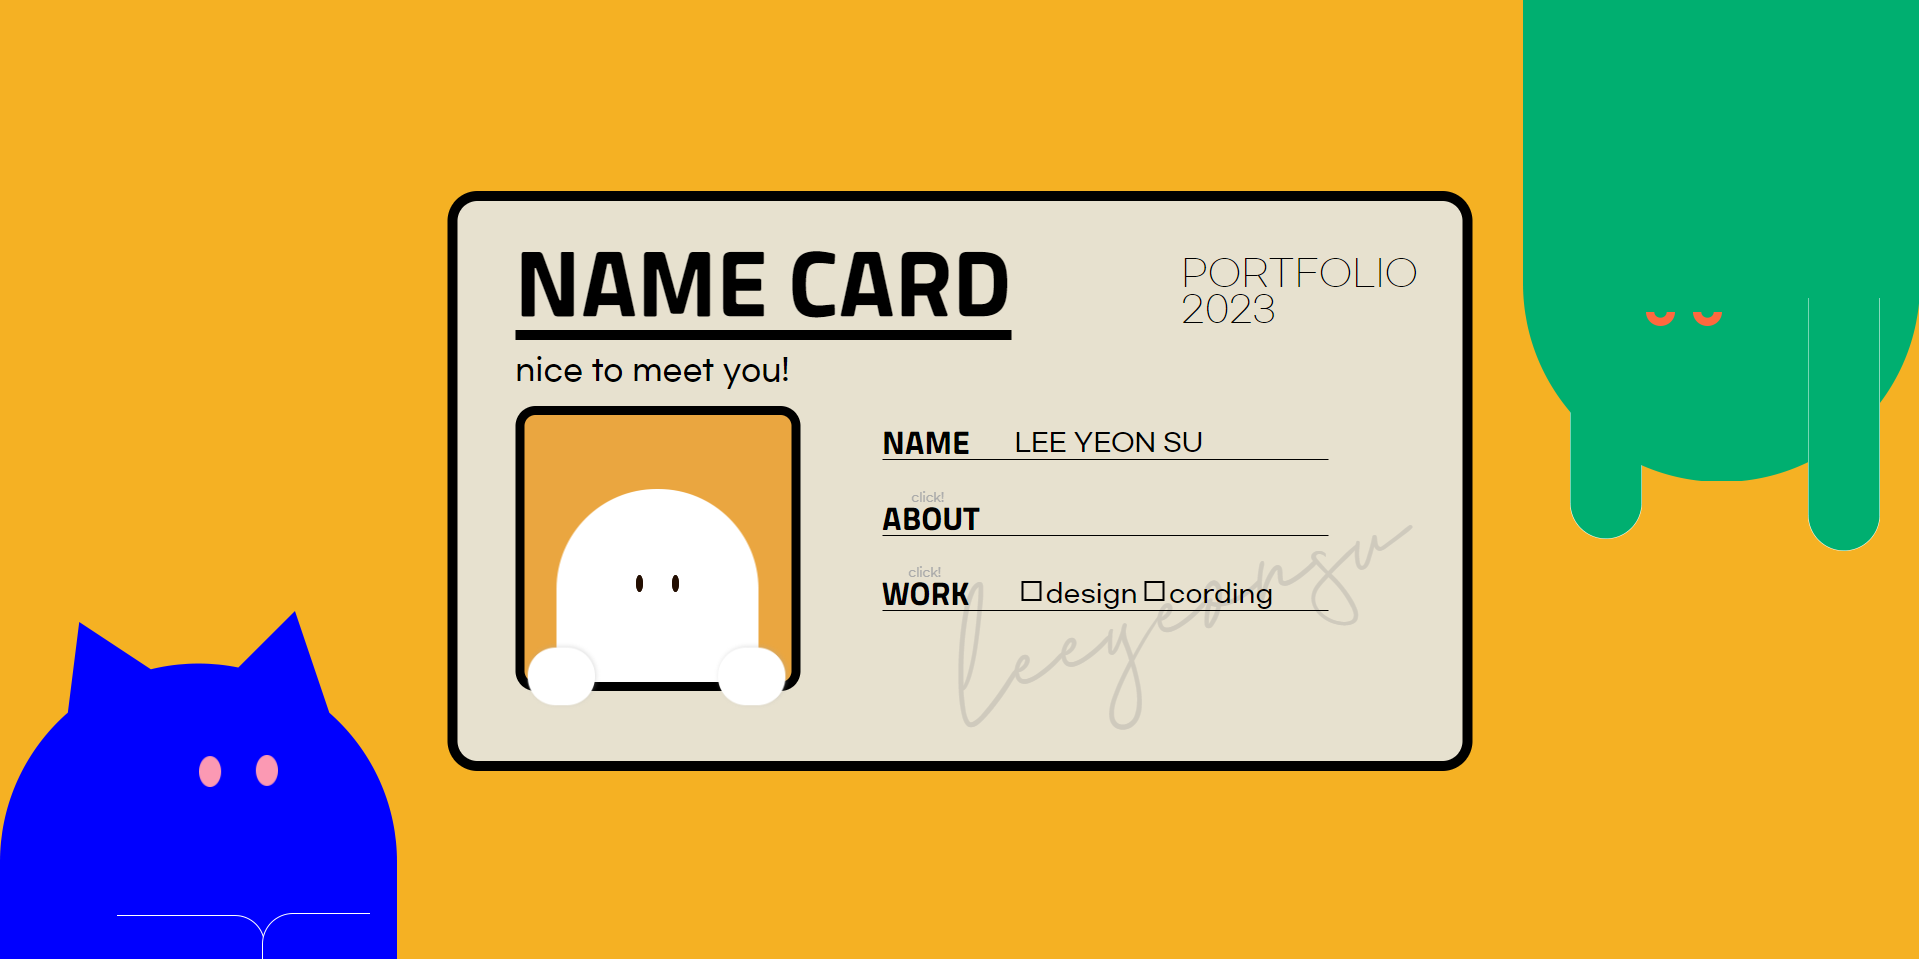 NAME CARD
PORTFOLIO
2023
nice to meet you!
NAME LEE YEON SU
click!
ABOUT
click!
WORK □design □cording
leeyeonsu